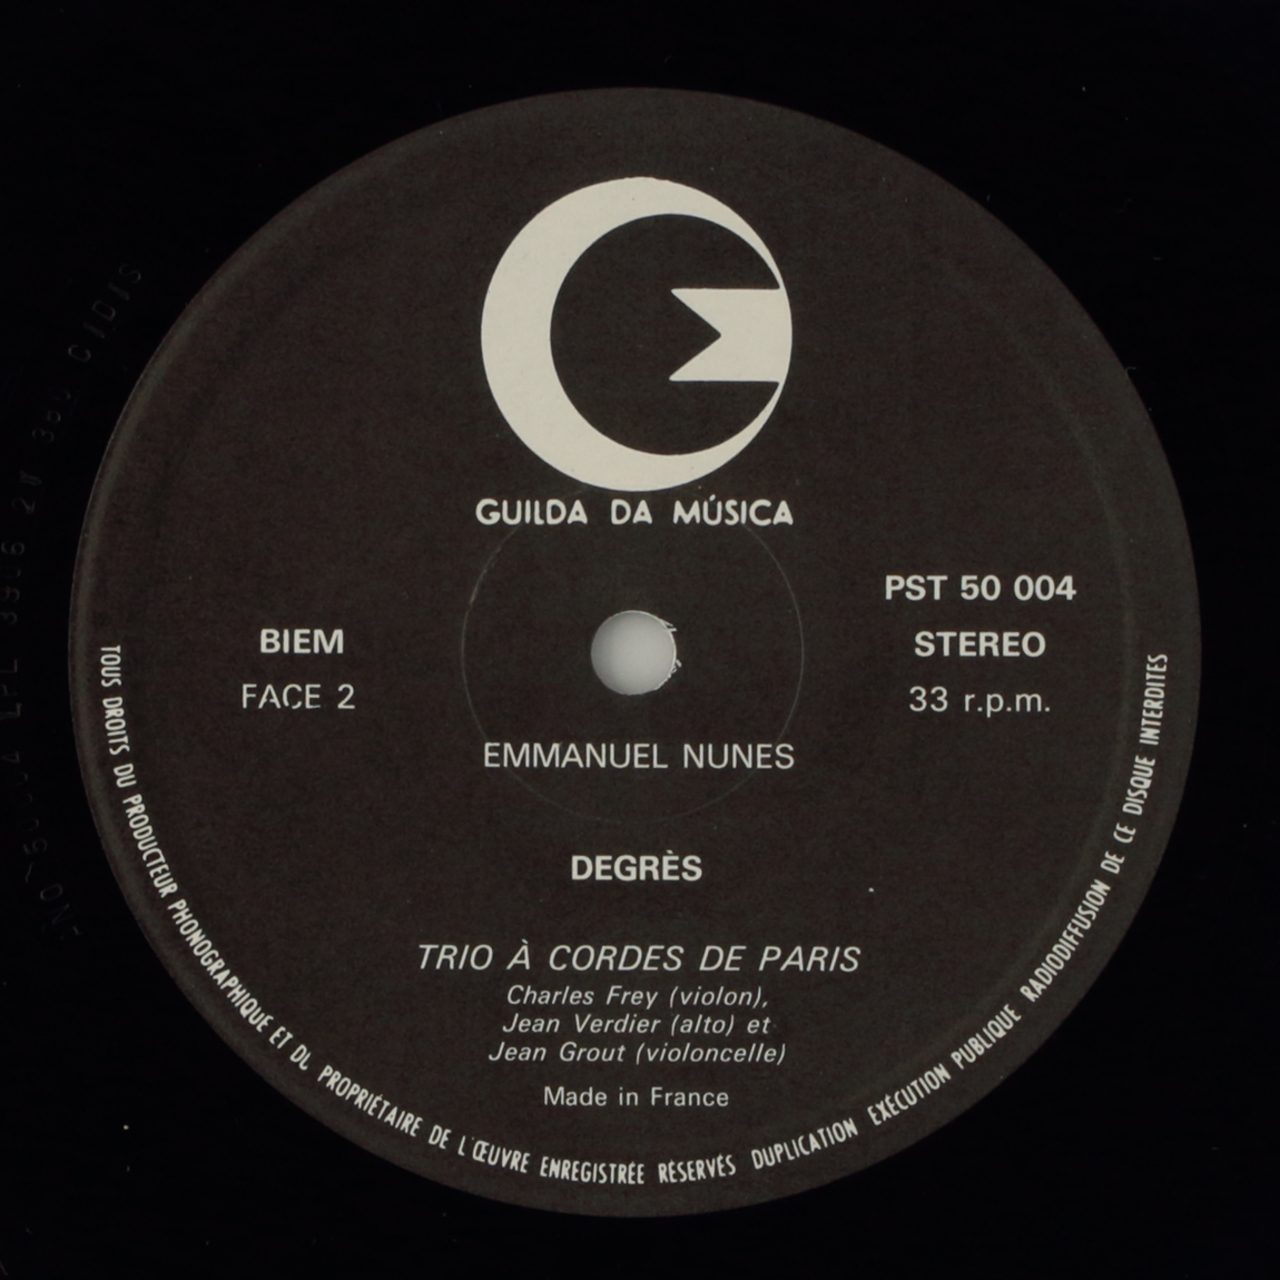 GUILDA DA MÚSICA
PST 50 004
BIEM
STEREO
FACE 2
33 r.p.m.
EMMANUEL NUNES
DEGRÈS
TRIO À CORDES DE PARIS
Charles Frey (violon),
Jean Verdier (alto) et
Jean Grout (violoncelle)
Made in France
TOUS DROITS DU PRODUCTEUR PHONOGRAPHIQUE ET DU PROPRIÉTAIRE DE L'ŒUVRE ENREGISTRÉE RÉSERVÉS DUPLICATION EXÉCUTION PUBLIQUE RADIODIFFUSION DE CE DISQUE INTERDITES